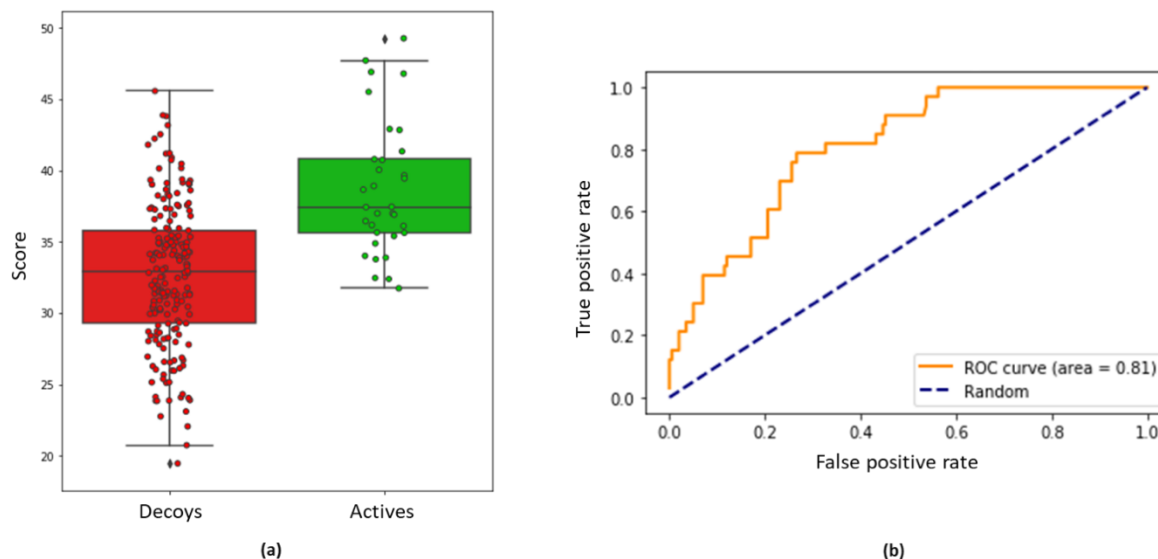 50
45
40
35
30
25
20
Score
Decoys
Actives
(a)
1.0
0.8
0.6
0.4
0.2
0.0
True positive rate
ROC curve (area = 0.81)
Random
0.0 0.2 0.4 0.6 0.8 1.0
False positive rate
(b)